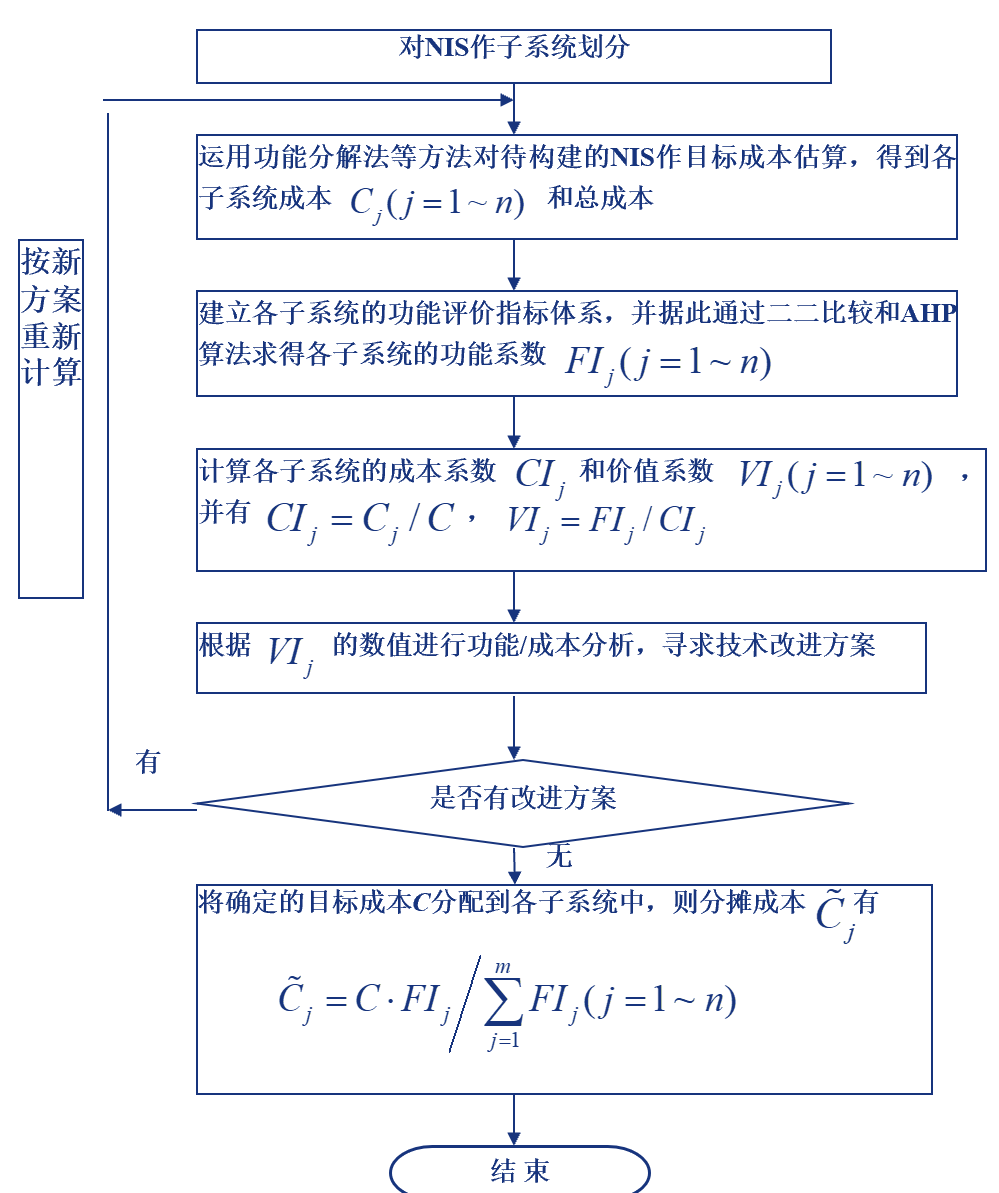 对NIS作子系统划分
运用功能分解法等方法对待构建的NIS作目标成本估算，得到各
子系统成本 C_j(j=1~n) 和总成本
建立各子系统的功能评价指标体系，并据此通过二二比较和AHP
算法求得各子系统的功能系数 FI_j(j=1~n)
计算各子系统的成本系数 CI_j 和价值系数 VI_j(j=1~n) ，
并有 CI_j=C_j/C ， VI_j=FI_j/CI_j
根据 VI_j 的数值进行功能/成本分析，寻求技术改进方案
按新
方案
重新
计算
有
是否有改进方案
无
将确定的目标成本C分配到各子系统中，则分摊成本 C̃_j 有
C̃_j=C·FI_j/∑_{j=1}^{m}FI_j(j=1~n)
结 束